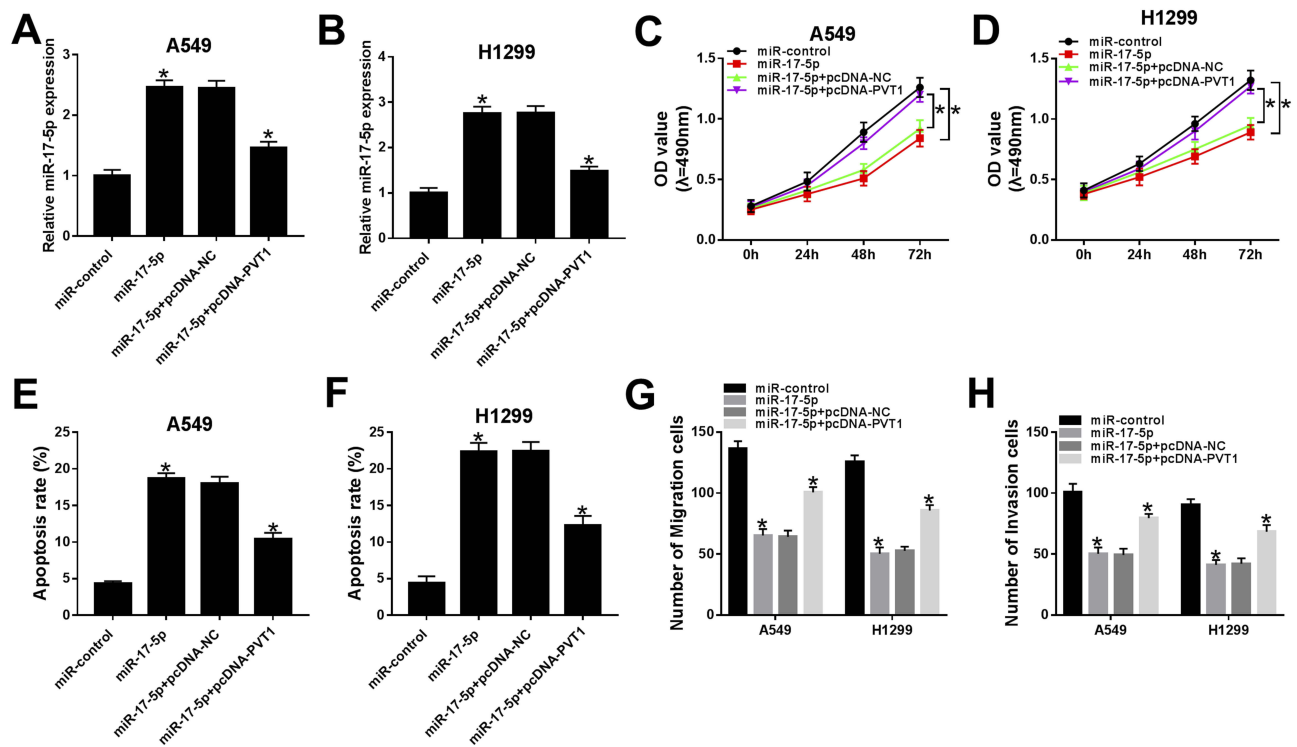 A
A549
Relative miR-17-5p expression
3
2
1
0
*
*
miR-control
miR-17-5p
miR-17-5p+pcDNA-NC
miR-17-5p+pcDNA-PVT1
B
H1299
Relative miR-17-5p expression
4
3
2
1
0
*
*
miR-control
miR-17-5p
miR-17-5p+pcDNA-NC
miR-17-5p+pcDNA-PVT1
C
A549
miR-control
miR-17-5p
miR-17-5p+pcDNA-NC
miR-17-5p+pcDNA-PVT1
OD value
(λ=490nm)
1.5
1.0
0.5
0.0
* *
0h 24h 48h 72h
D
H1299
miR-control
miR-17-5p
miR-17-5p+pcDNA-NC
miR-17-5p+pcDNA-PVT1
OD value
(λ=490nm)
1.5
1.0
0.5
0.0
* *
0h 24h 48h 72h
E
A549
Apoptosis rate (%)
25
20
15
10
5
0
*
*
miR-control
miR-17-5p
miR-17-5p+pcDNA-NC
miR-17-5p+pcDNA-PVT1
F
H1299
Apoptosis rate (%)
25
20
15
10
5
0
*
*
miR-control
miR-17-5p
miR-17-5p+pcDNA-NC
miR-17-5p+pcDNA-PVT1
G
miR-control
miR-17-5p
miR-17-5p+pcDNA-NC
miR-17-5p+pcDNA-PVT1
Number of Migration cells
150
100
50
0
* * * *
A549 H1299
H
miR-control
miR-17-5p
miR-17-5p+pcDNA-NC
miR-17-5p+pcDNA-PVT1
Number of Invasion cells
150
100
50
0
* * * *
A549 H1299